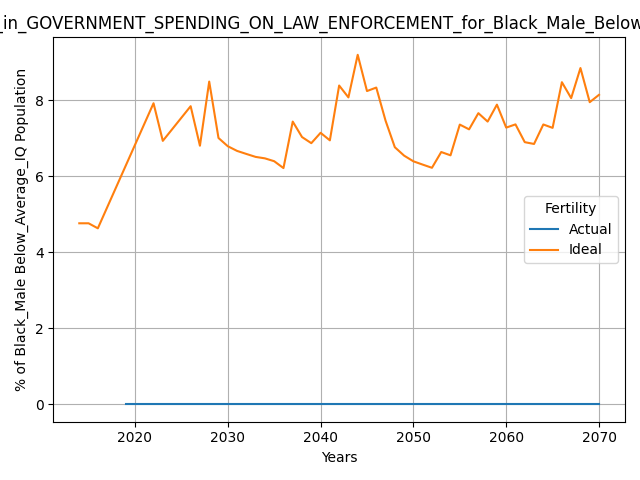 _in_GOVERNMENT_SPENDING_ON_LAW_ENFORCEMENT_for_Black_Male_Below
% of Black_Male Below_Average_IQ Population
8
6
4
2
0
Fertility
Actual
Ideal
2020 2030 2040 2050 2060 2070
Years